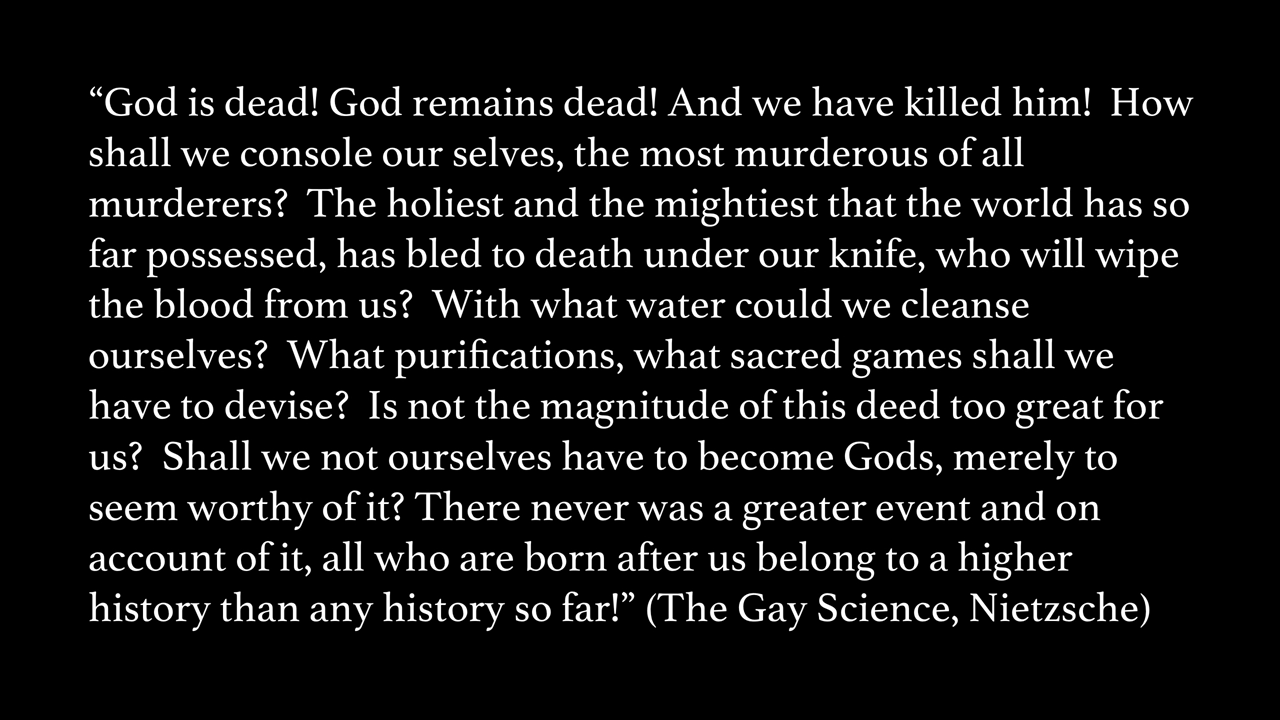 “God is dead! God remains dead! And we have killed him!  How
shall we console our selves, the most murderous of all
murderers?  The holiest and the mightiest that the world has so
far possessed, has bled to death under our knife, who will wipe
the blood from us?  With what water could we cleanse
ourselves?  What purifications, what sacred games shall we
have to devise?  Is not the magnitude of this deed too great for
us?  Shall we not ourselves have to become Gods, merely to
seem worthy of it? There never was a greater event and on
account of it, all who are born after us belong to a higher
history than any history so far!” (The Gay Science, Nietzsche)